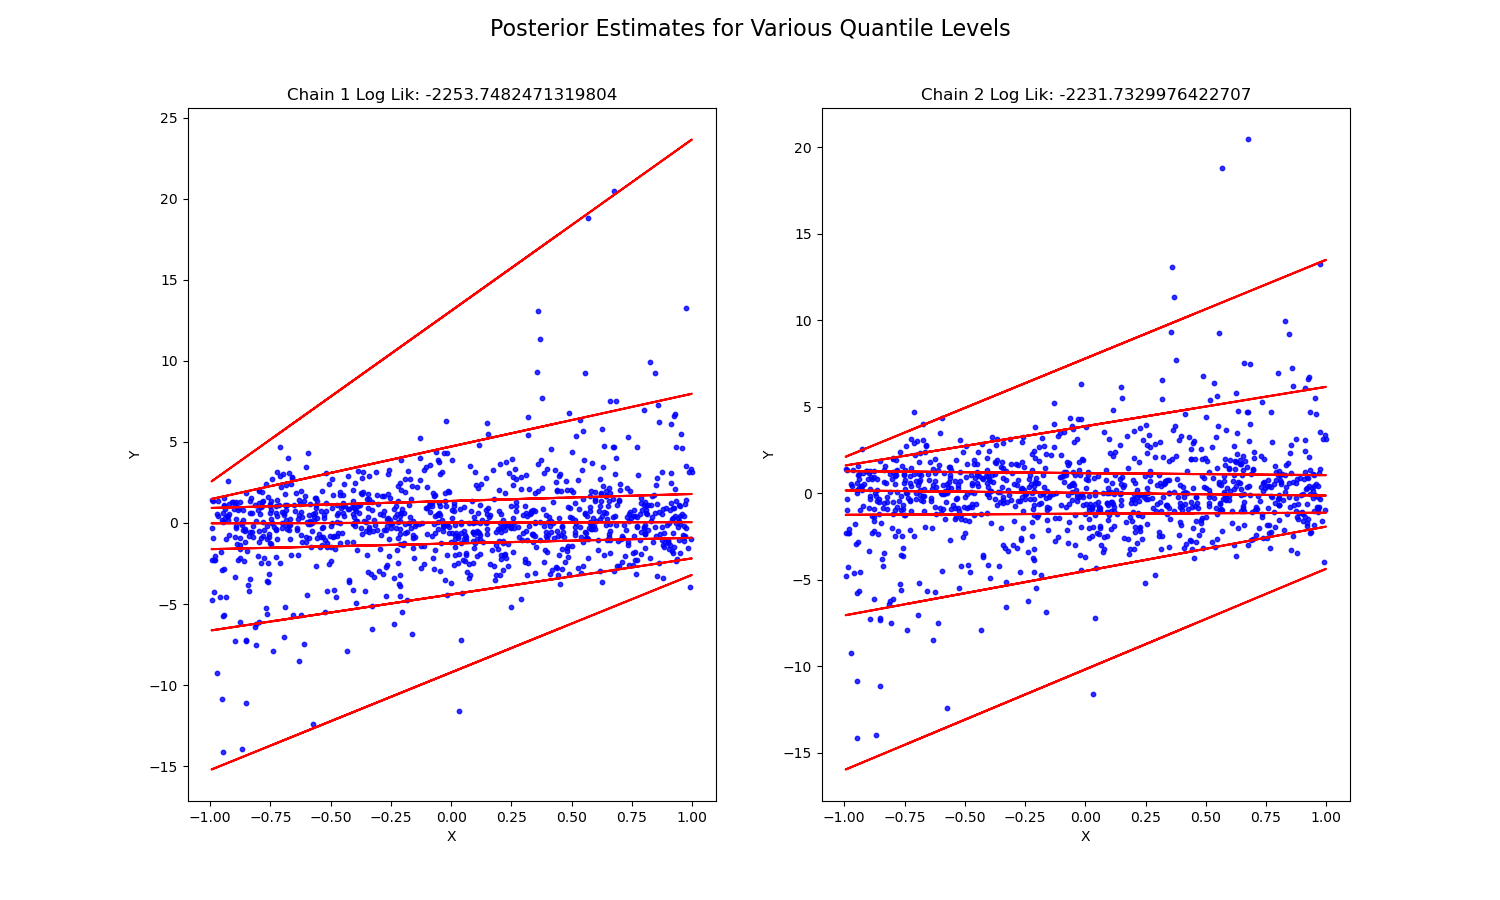 Posterior Estimates for Various Quantile Levels
Chain 1 Log Lik: -2253.7482471319804
25
20
15
10
5
0
−5
−10
−15
Y
−1.00 −0.75 −0.50 −0.25 0.00 0.25 0.50 0.75 1.00
X
Chain 2 Log Lik: -2231.7329976422707
20
15
10
5
0
−5
−10
−15
Y
−1.00 −0.75 −0.50 −0.25 0.00 0.25 0.50 0.75 1.00
X